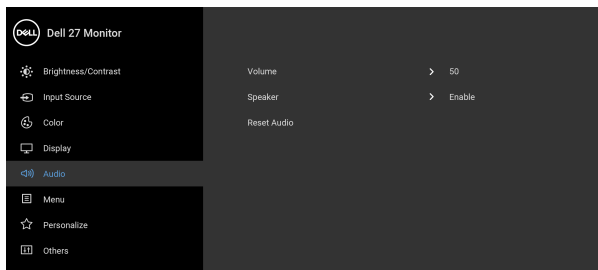 DELL Dell 27 Monitor
Brightness/Contrast
Input Source
Color
Display
Audio
Menu
Personalize
Others
Volume 50
Speaker Enable
Reset Audio